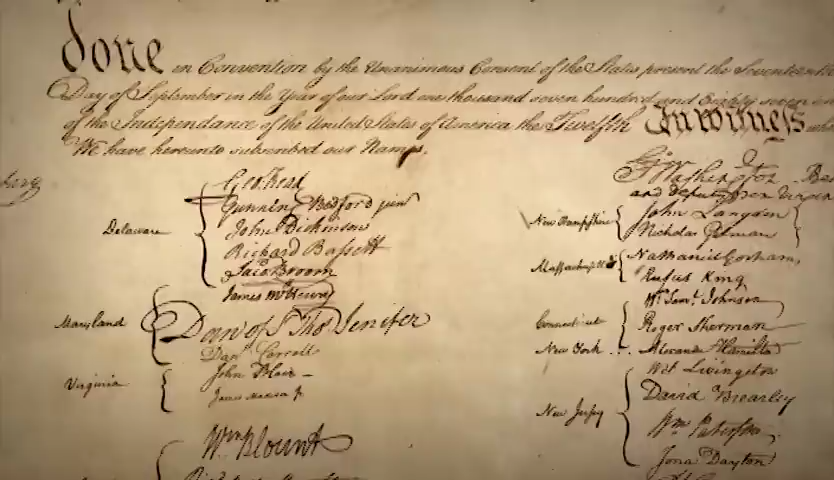 done in Convention by the Unanimous Consent of the States present the Seventeenth
Day of September in the Year of our Lord one thousand seven hundred and Eighty seven
of the Independance of the United States of America the Twelfth In Witness
We have hereunto subscribed our Names,
Delaware
Geo: Read
Gunning Bedford jun
John Dickinson
Richard Bassett
Jaco: Broom
Maryland
James McHenry
Dan of St Thos Jenifer
Danl Carroll
Virginia
John Blair —
James Madison Jr
Wm Blount
Go: Washington
and deputy from
New Hampshire
John Langdon
Nicholas Gilman
Massachusetts
Nathaniel Gorham
Rufus King
Connecticut
Wm Saml Johnson
Roger Sherman
New York ... Alexander Hamilton
New Jersey
Wil: Livingston
David Brearley
Wm Paterson
Jona: Dayton